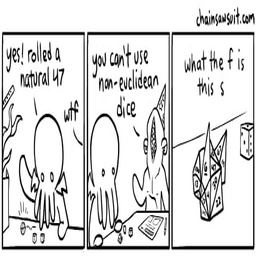 chainsawsuit.com
yes! rolled a
natural 47
wtf
you can't use
non-euclidean
dice
what the f is
this s